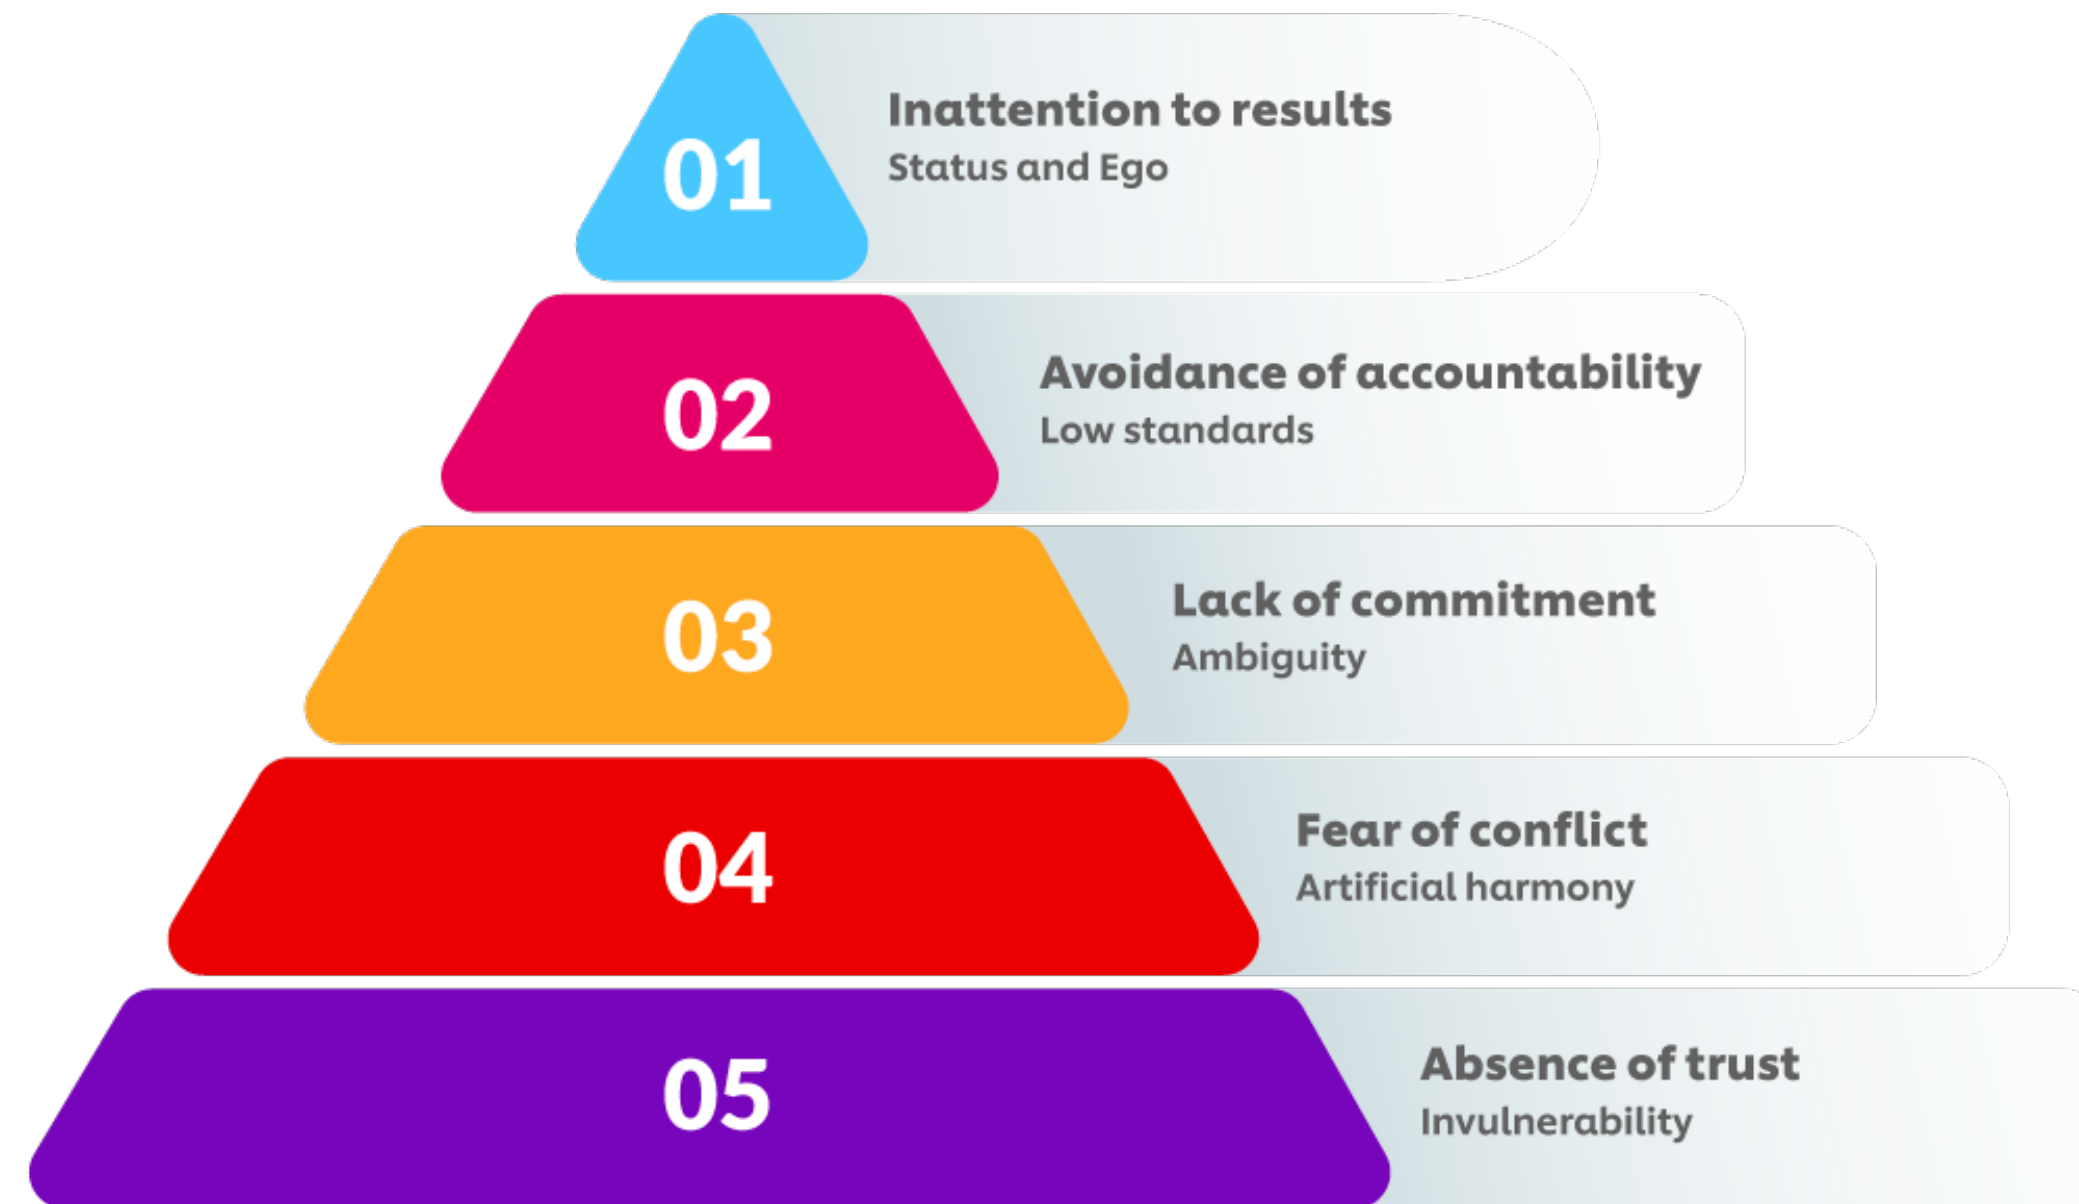 01
Inattention to results
Status and Ego
02
Avoidance of accountability
Low standards
03
Lack of commitment
Ambiguity
04
Fear of conflict
Artificial harmony
05
Absence of trust
Invulnerability